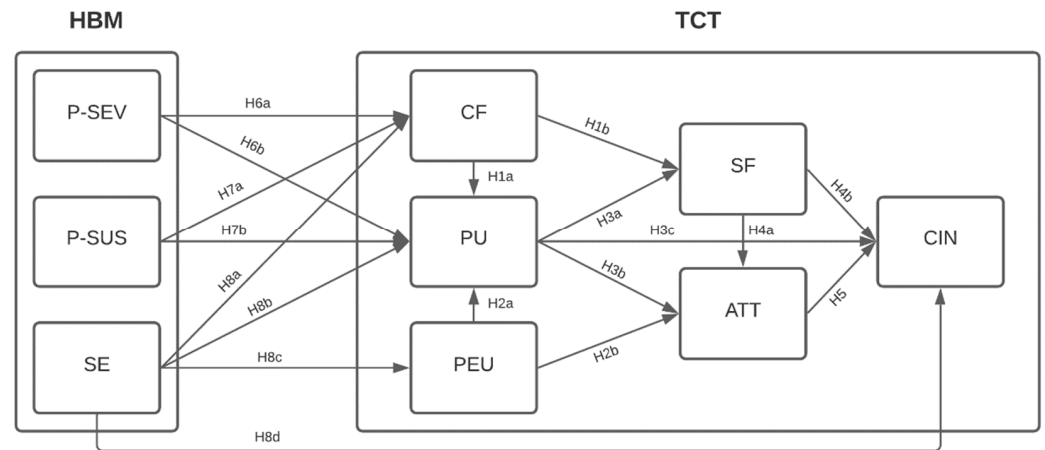 HBM
TCT
P-SEV
H6a
CF
H1b
H6b
SF
H1a
H7a
H4b
P-SUS
H7b
PU
H3a
H3c
H4a
CIN
H8a
H3b
H8b
H2a
H5
ATT
SE
H8c
PEU
H2b
H8d